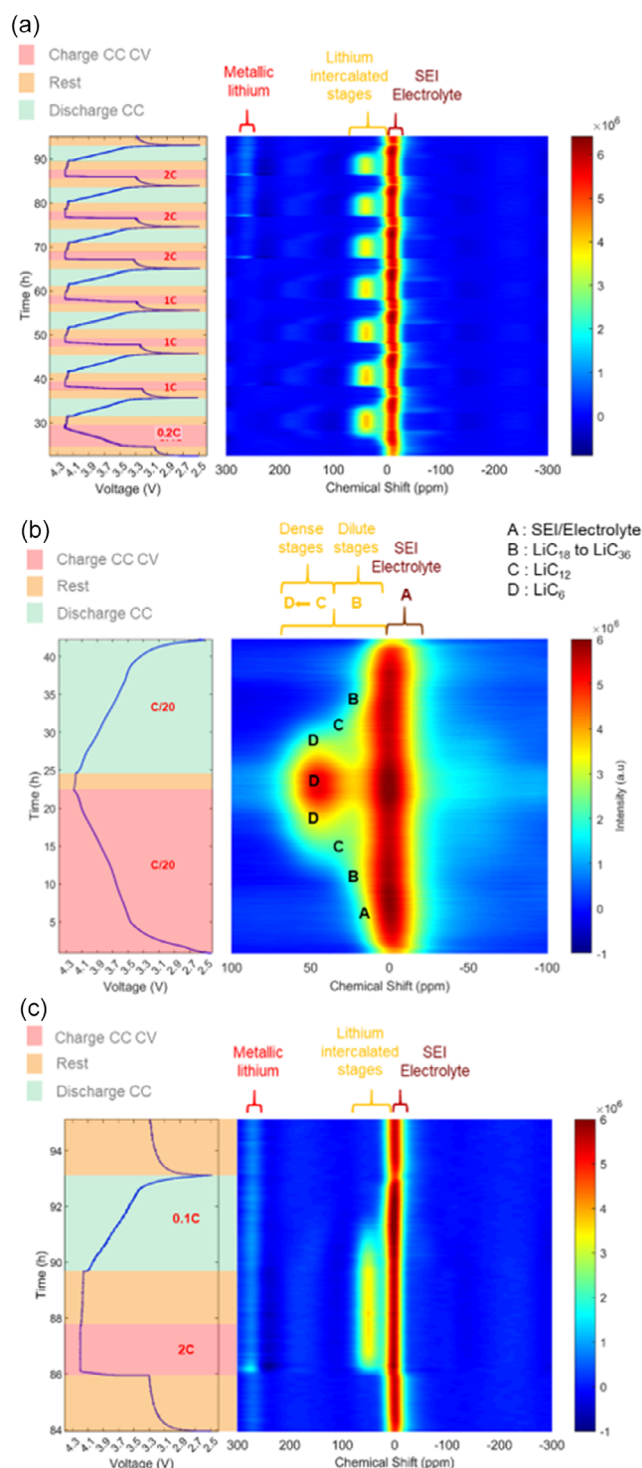 (a)
Charge CC CV
Rest
Discharge CC
Metallic
lithium
Lithium
intercalated
stages
SEI
Electrolyte
×10⁶
90
80
70
60
50
40
30
Time (h)
2C
2C
2C
1C
1C
1C
0.2C
4.3 4.1 3.9 3.7 3.5 3.3 3.1 2.9 2.7 2.5
Voltage (V)
300 200 100 0 -100 -200 -300
Chemical Shift (ppm)
6
5
4
3
2
1
0
(b)
Charge CC CV
Rest
Discharge CC
Dense
stages
Dilute
stages
SEI
Electrolyte
D← C B A
A : SEI/Electrolyte
B : LiC₁₈ to LiC₃₆
C : LiC₁₂
D : LiC₆
×10⁶
40
35
30
25
20
15
10
5
Time (h)
C/20
C/20
4.3 4.1 3.9 3.7 3.5 3.3 3.1 2.9 2.7 2.5
Voltage (V)
B
C
D
D
D
C
B
A
100 50 0 -50 -100
Chemical Shift (ppm)
6
5
4
3
2
1
0
-1
Intensity (a.u)
(c)
Charge CC CV
Rest
Discharge CC
Metallic
lithium
Lithium
intercalated
stages
SEI
Electrolyte
×10⁶
94
92
90
88
86
84
Time (h)
0.1C
2C
4.3 4.1 3.9 3.7 3.5 3.3 3.1 2.9 2.7 2.5
Voltage (V)
300 200 100 0 -100 -200 -300
Chemical Shift (ppm)
6
5
4
3
2
1
0
-1